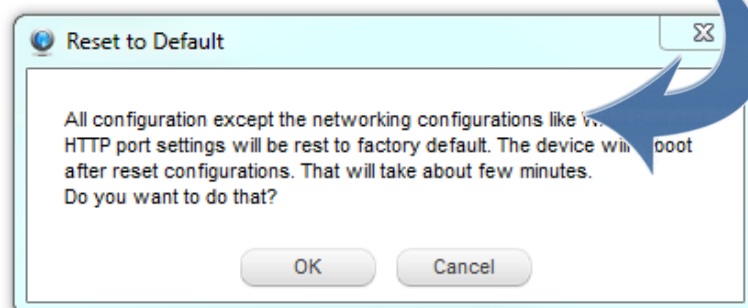 Reset to Default
All configuration except the networking configurations like
HTTP port settings will be rest to factory default. The device will
after reset configurations. That will take about few minutes.
Do you want to do that?
OK Cancel